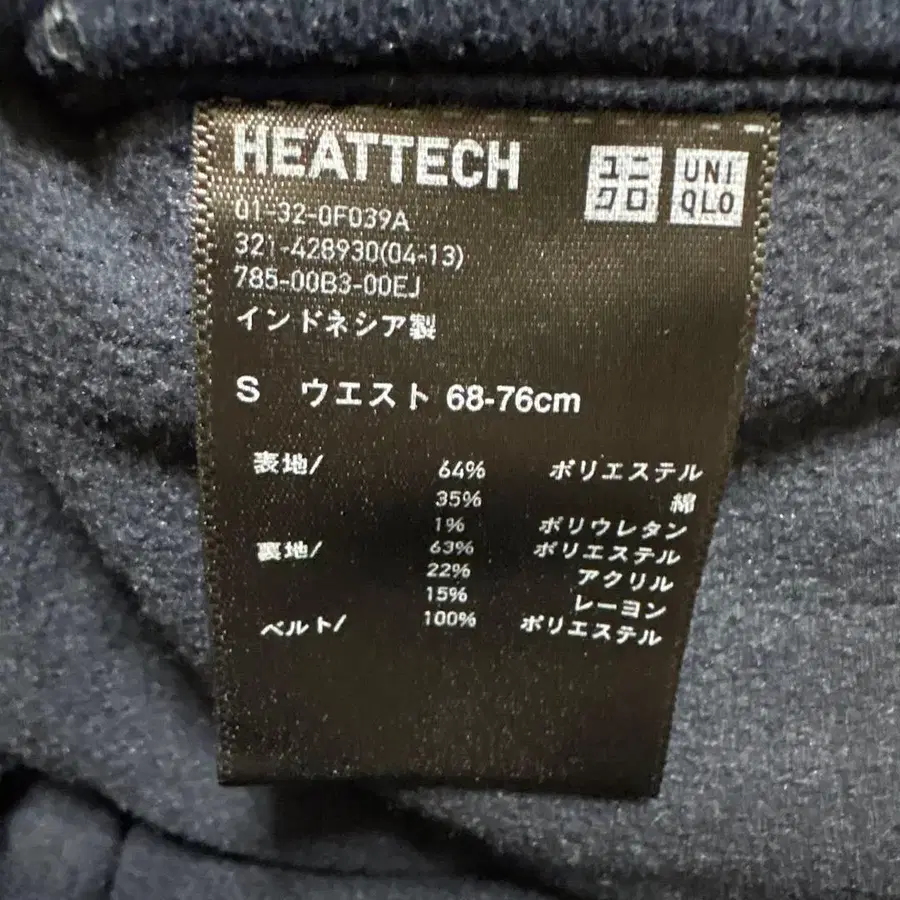 HEATTECH
ユニクロ
UNIQLO
01-32-0F039A
321-428930(04-13)
785-00B3-00EJ
インドネシア製
S ウエスト 68-76cm
表地/ 64% ポリエステル
35% 綿
1% ポリウレタン
裏地/ 63% ポリエステル
22% アクリル
15% レーヨン
ベルト/ 100% ポリエステル